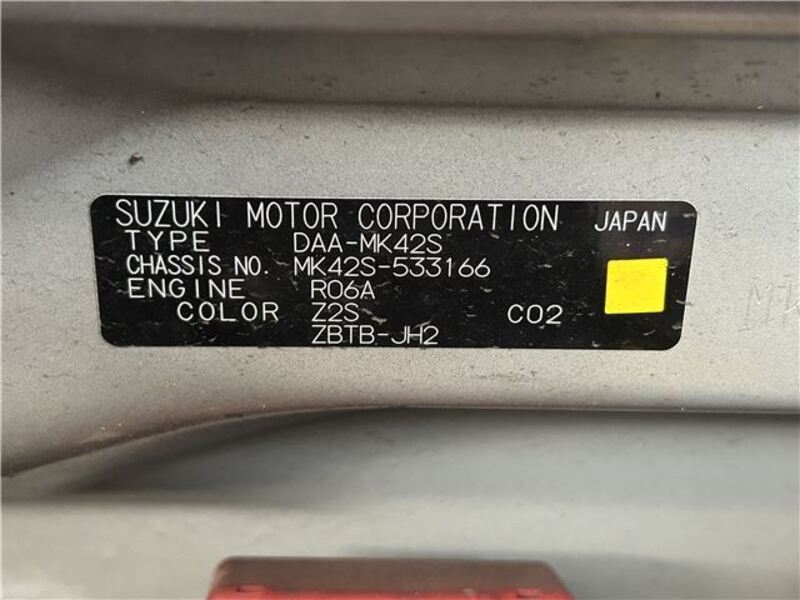 SUZUKI MOTOR CORPORATION JAPAN
TYPE DAA-MK42S
CHASSIS NO. MK42S-533166
ENGINE R06A
COLOR Z2S C02
ZBTB-JH2